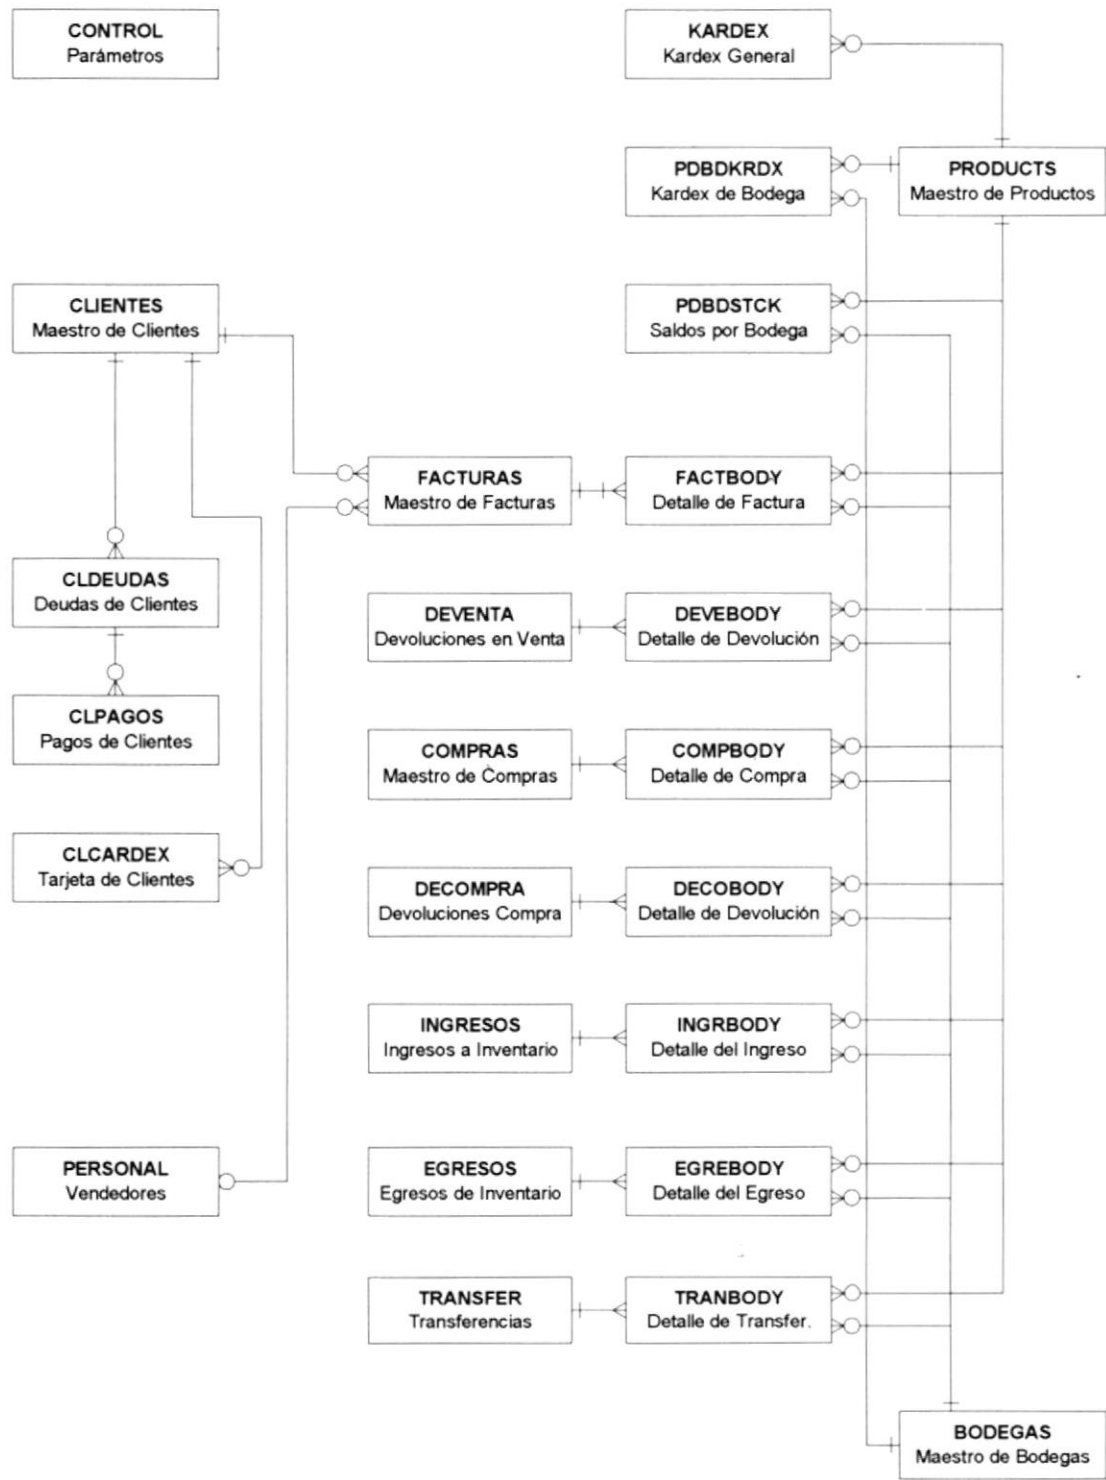 CONTROL
Parámetros
KARDEX
Kardex General
PDBDKRDX
Kardex de Bodega
PRODUCTS
Maestro de Productos
CLIENTES
Maestro de Clientes
PDBDSTCK
Saldos por Bodega
FACTURAS
Maestro de Facturas
FACTBODY
Detalle de Factura
CLDEUDAS
Deudas de Clientes
DEVENTA
Devoluciones en Venta
DEVEBODY
Detalle de Devolución
CLPAGOS
Pagos de Clientes
COMPRAS
Maestro de Compras
COMPBODY
Detalle de Compra
CLCARDEX
Tarjeta de Clientes
DECOMPRA
Devoluciones Compra
DECOBODY
Detalle de Devolución
INGRESOS
Ingresos a Inventario
INGRBODY
Detalle del Ingreso
PERSONAL
Vendedores
EGRESOS
Egresos de Inventario
EGREBODY
Detalle del Egreso
TRANSFER
Transferencias
TRANBODY
Detalle de Transfer.
BODEGAS
Maestro de Bodegas